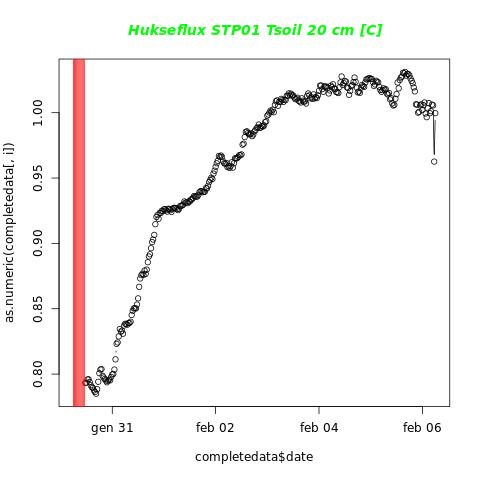 Hukseflux STP01 Tsoil 20 cm [C]
as.numeric(completedata[, i])
1.00
0.95
0.90
0.85
0.80
gen 31
feb 02
feb 04
feb 06
completedata$date